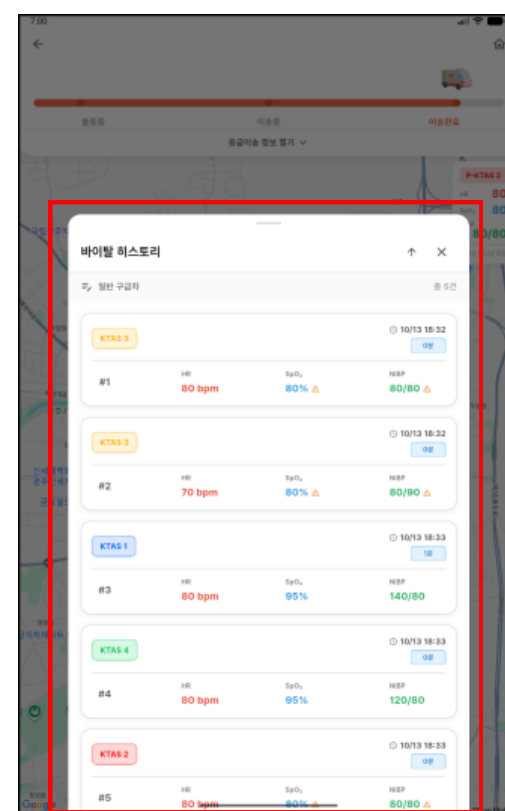 7:00
출동중 이송중 이송완료
응급이송 정보 열기
P-KTAS 2
80
80
80/80
바이탈 히스토리
일반 구급차 총 5건
KTAS 3 10/13 18:32
0분
HR SpO₂ NIBP
#1 80 bpm 80% 80/80
KTAS 3 10/13 18:32
0분
HR SpO₂ NIBP
#2 70 bpm 80% 80/90
KTAS 1 10/13 18:33
1분
HR SpO₂ NIBP
#3 80 bpm 95% 140/80
KTAS 4 10/13 18:33
0분
HR SpO₂ NIBP
#4 80 bpm 95% 120/80
KTAS 2 10/13 18:33
0분
HR SpO₂ NIBP
#5 80 bpm 80% 80/80
Google